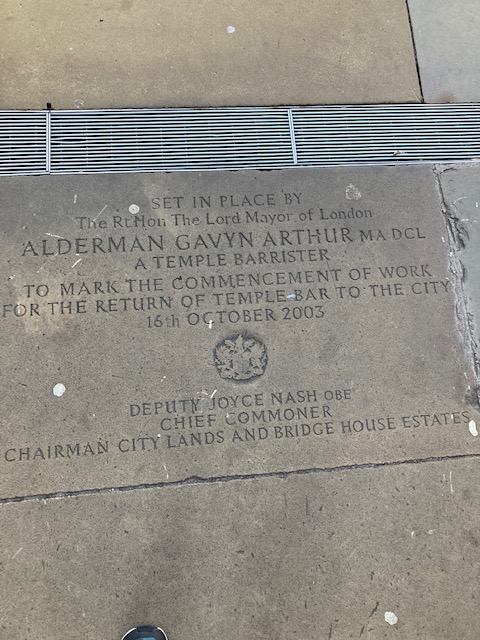 SET IN PLACE BY
The Rt Hon The Lord Mayor of London
ALDERMAN GAVYN ARTHUR MA DCL
A TEMPLE BARRISTER
TO MARK THE COMMENCEMENT OF WORK
FOR THE RETURN OF TEMPLE BAR TO THE CITY
16th OCTOBER 2003
DEPUTY JOYCE NASH OBE
CHIEF COMMONER
CHAIRMAN CITY LANDS AND BRIDGE HOUSE ESTATES